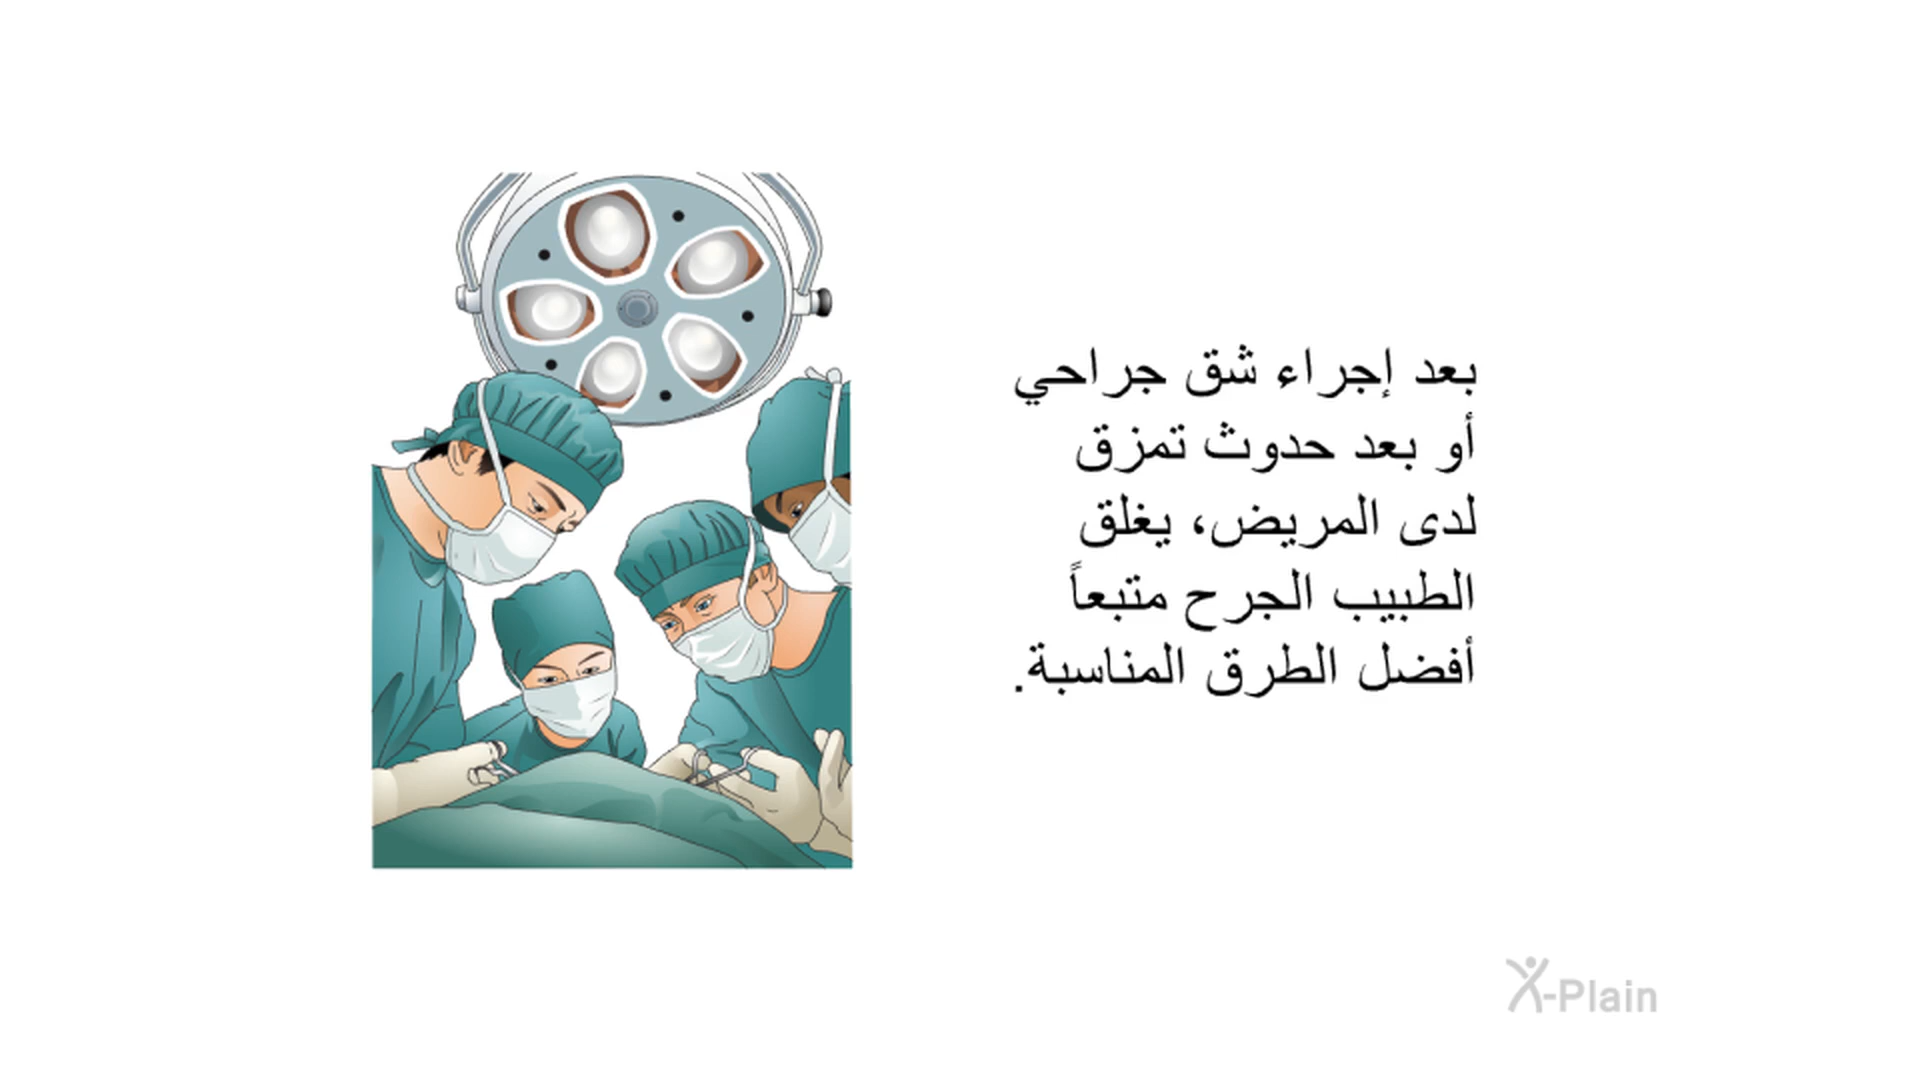 بعد إجراء شق جراحي
أو بعد حدوث تمزق
لدى المريض، يغلق
الطبيب الجرح متبعاً
أفضل الطرق المناسبة.
X-Plain